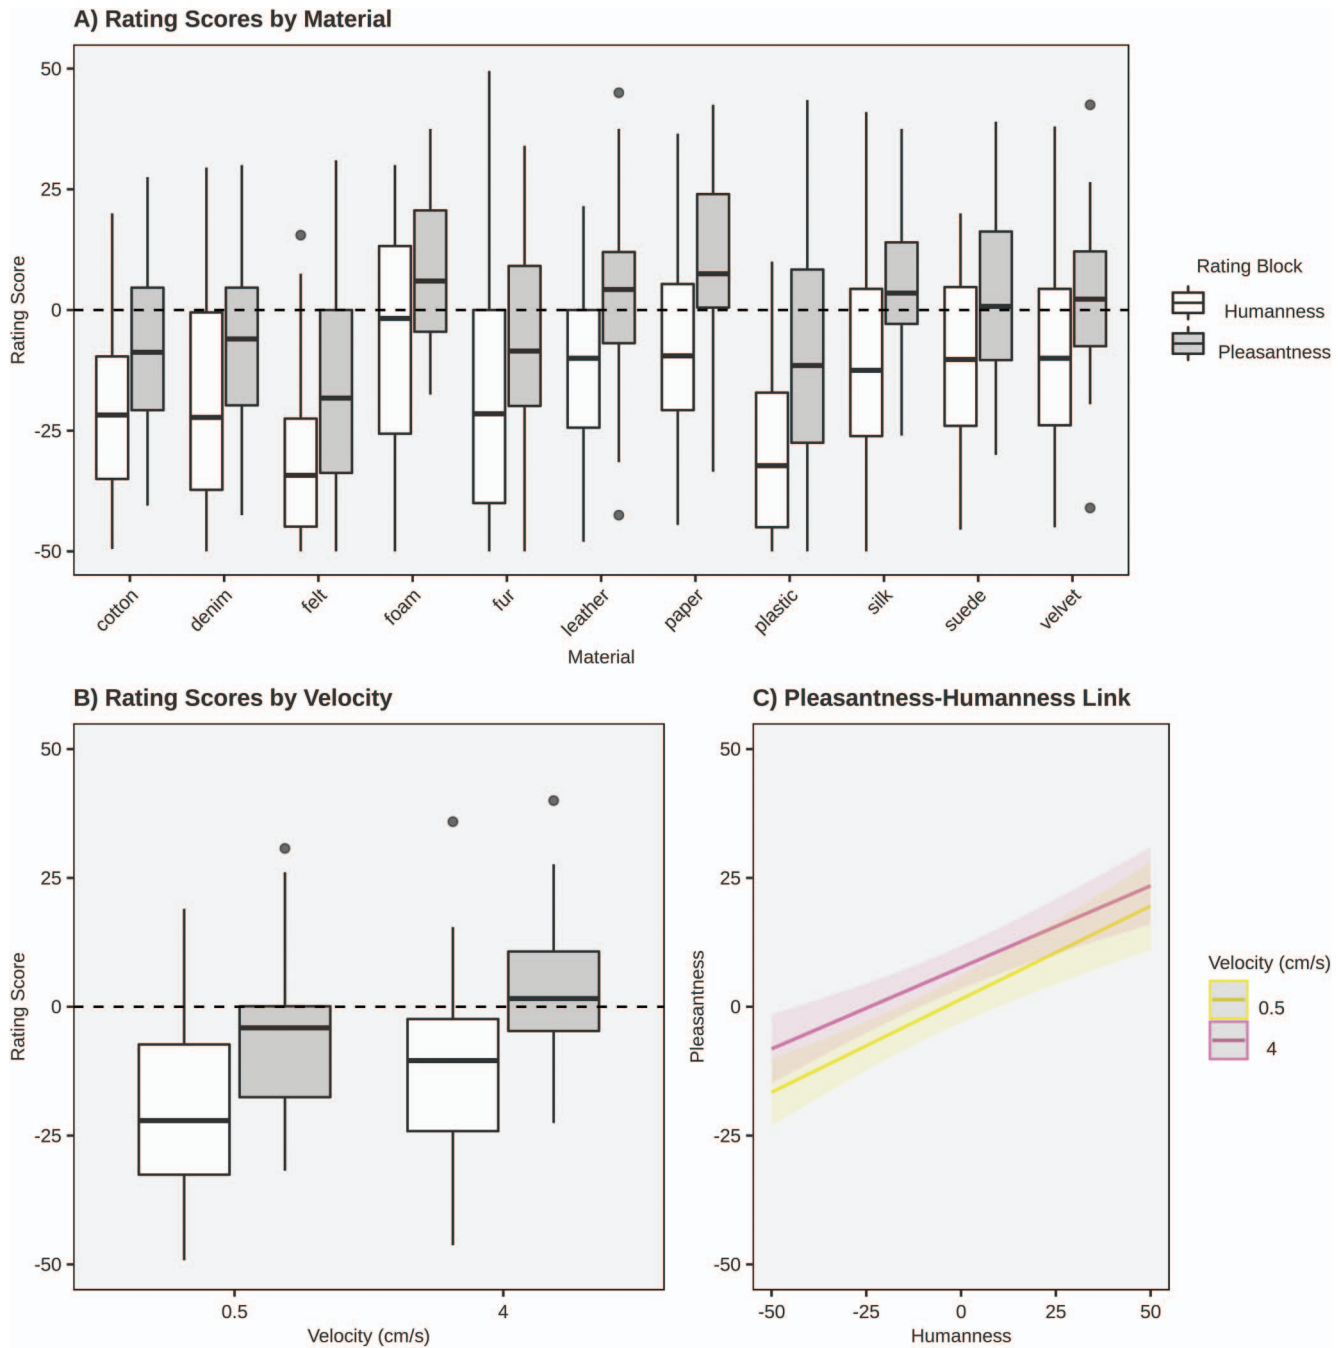 A) Rating Scores by Material
50
25
0
-25
-50
Rating Score
cotton
denim
felt
foam
fur
leather
paper
plastic
silk
suede
velvet
Material
Rating Block
Humanness
Pleasantness
B) Rating Scores by Velocity
50
25
0
-25
-50
Rating Score
0.5
4
Velocity (cm/s)
C) Pleasantness-Humanness Link
50
25
0
-25
-50
Pleasantness
-50
-25
0
25
50
Humanness
Velocity (cm/s)
0.5
4